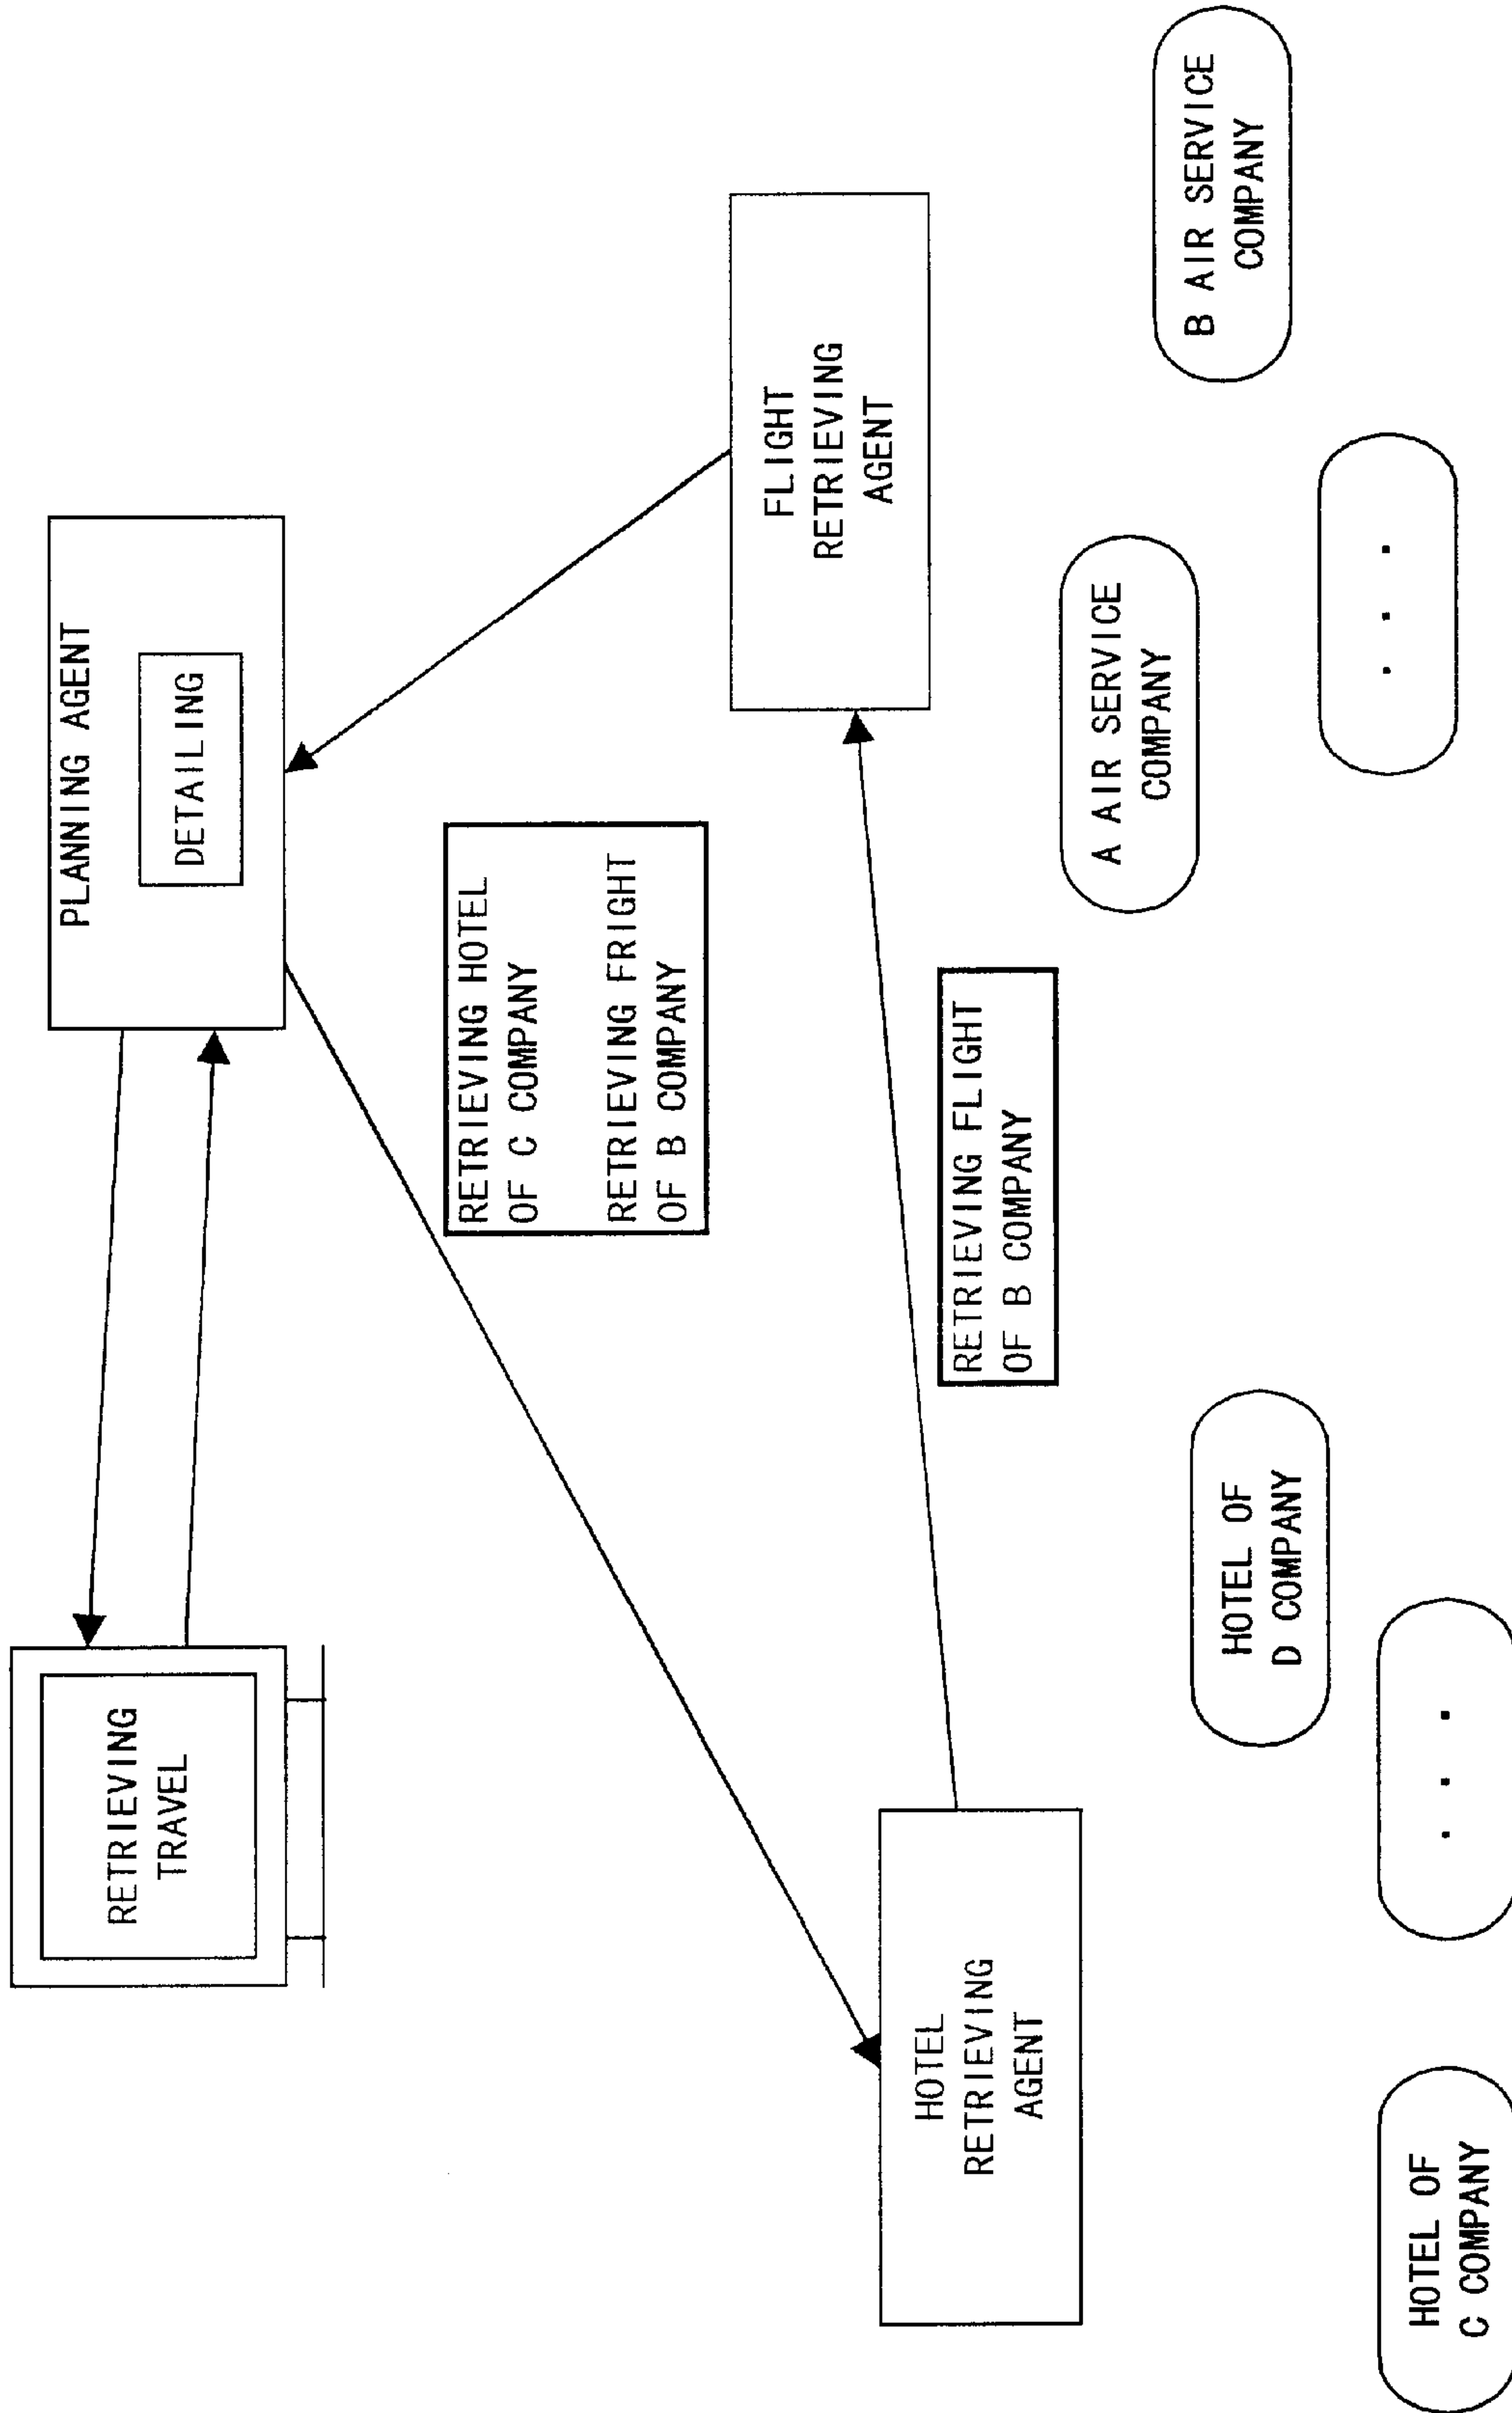 RETRIEVING
TRAVEL
PLANNING AGENT
DETAILING
RETRIEVING HOTEL
OF C COMPANY
RETRIEVING FRIGHT
OF B COMPANY
FLIGHT
RETRIEVING
AGENT
HOTEL
RETRIEVING
AGENT
RETRIEVING FLIGHT
OF B COMPANY
A AIR SERVICE
COMPANY
B AIR SERVICE
COMPANY
. . .
HOTEL OF
D COMPANY
. . .
HOTEL OF
C COMPANY